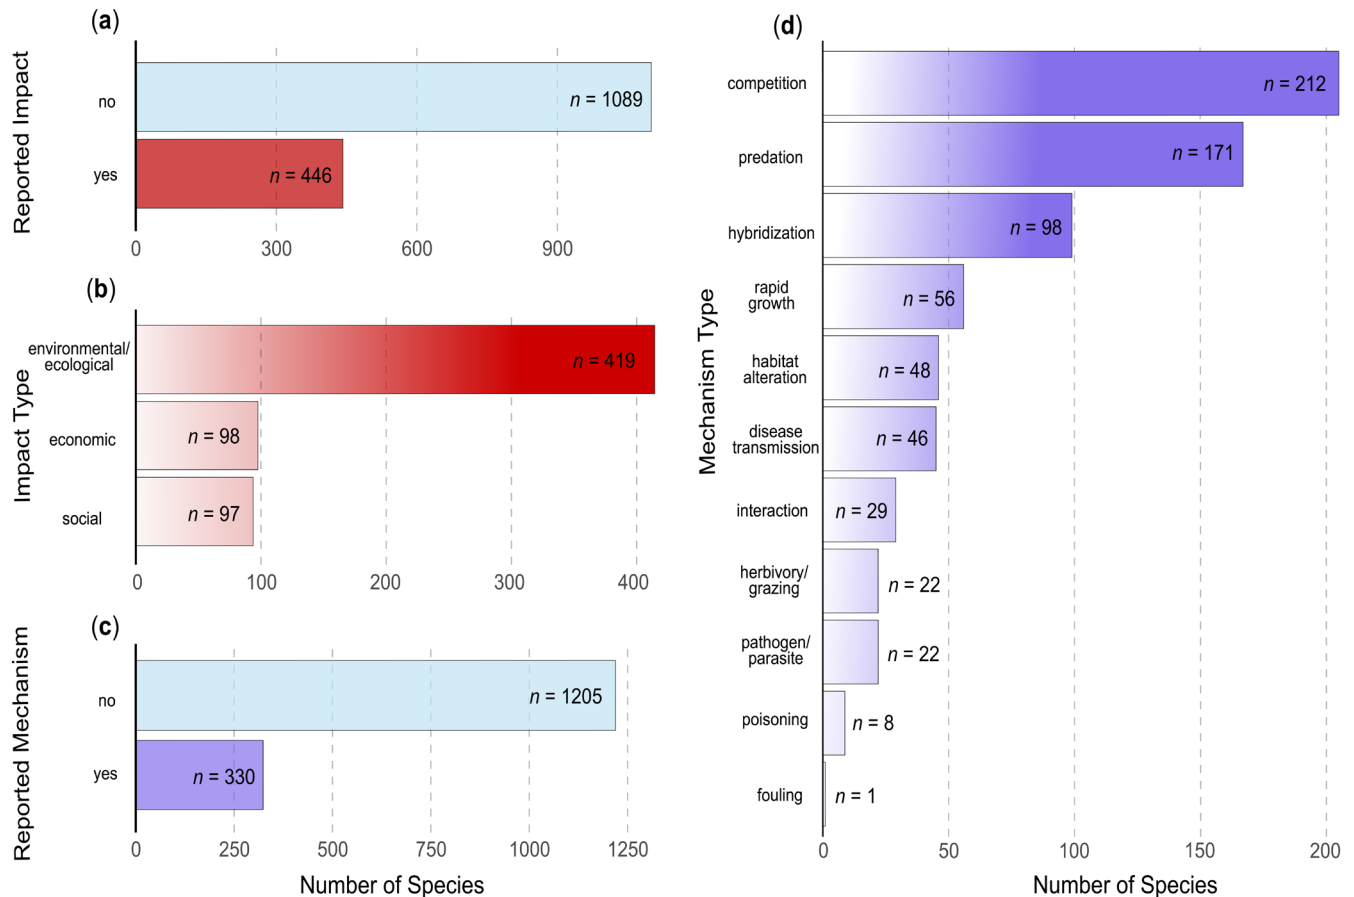 (a)
Reported Impact
no
n = 1089
yes
n = 446
0 300 600 900
(b)
Impact Type
environmental/
ecological
n = 419
economic
n = 98
social
n = 97
0 100 200 300 400
(c)
Reported Mechanism
no
n = 1205
yes
n = 330
0 250 500 750 1000 1250
Number of Species
(d)
Mechanism Type
competition
n = 212
predation
n = 171
hybridization
n = 98
rapid
growth
n = 56
habitat
alteration
n = 48
disease
transmission
n = 46
interaction
n = 29
herbivory/
grazing
n = 22
pathogen/
parasite
n = 22
poisoning
n = 8
fouling
n = 1
0 50 100 150 200
Number of Species